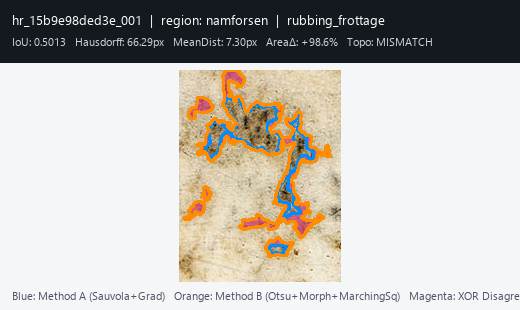 hr_15b9e98ded3e_001 | region: namforsen | rubbing_frottage
IoU: 0.5013 Hausdorff: 66.29px MeanDist: 7.30px AreaΔ: +98.6% Topo: MISMATCH
Blue: Method A (Sauvola+Grad) Orange: Method B (Otsu+Morph+MarchingSq) Magenta: XOR Disagre